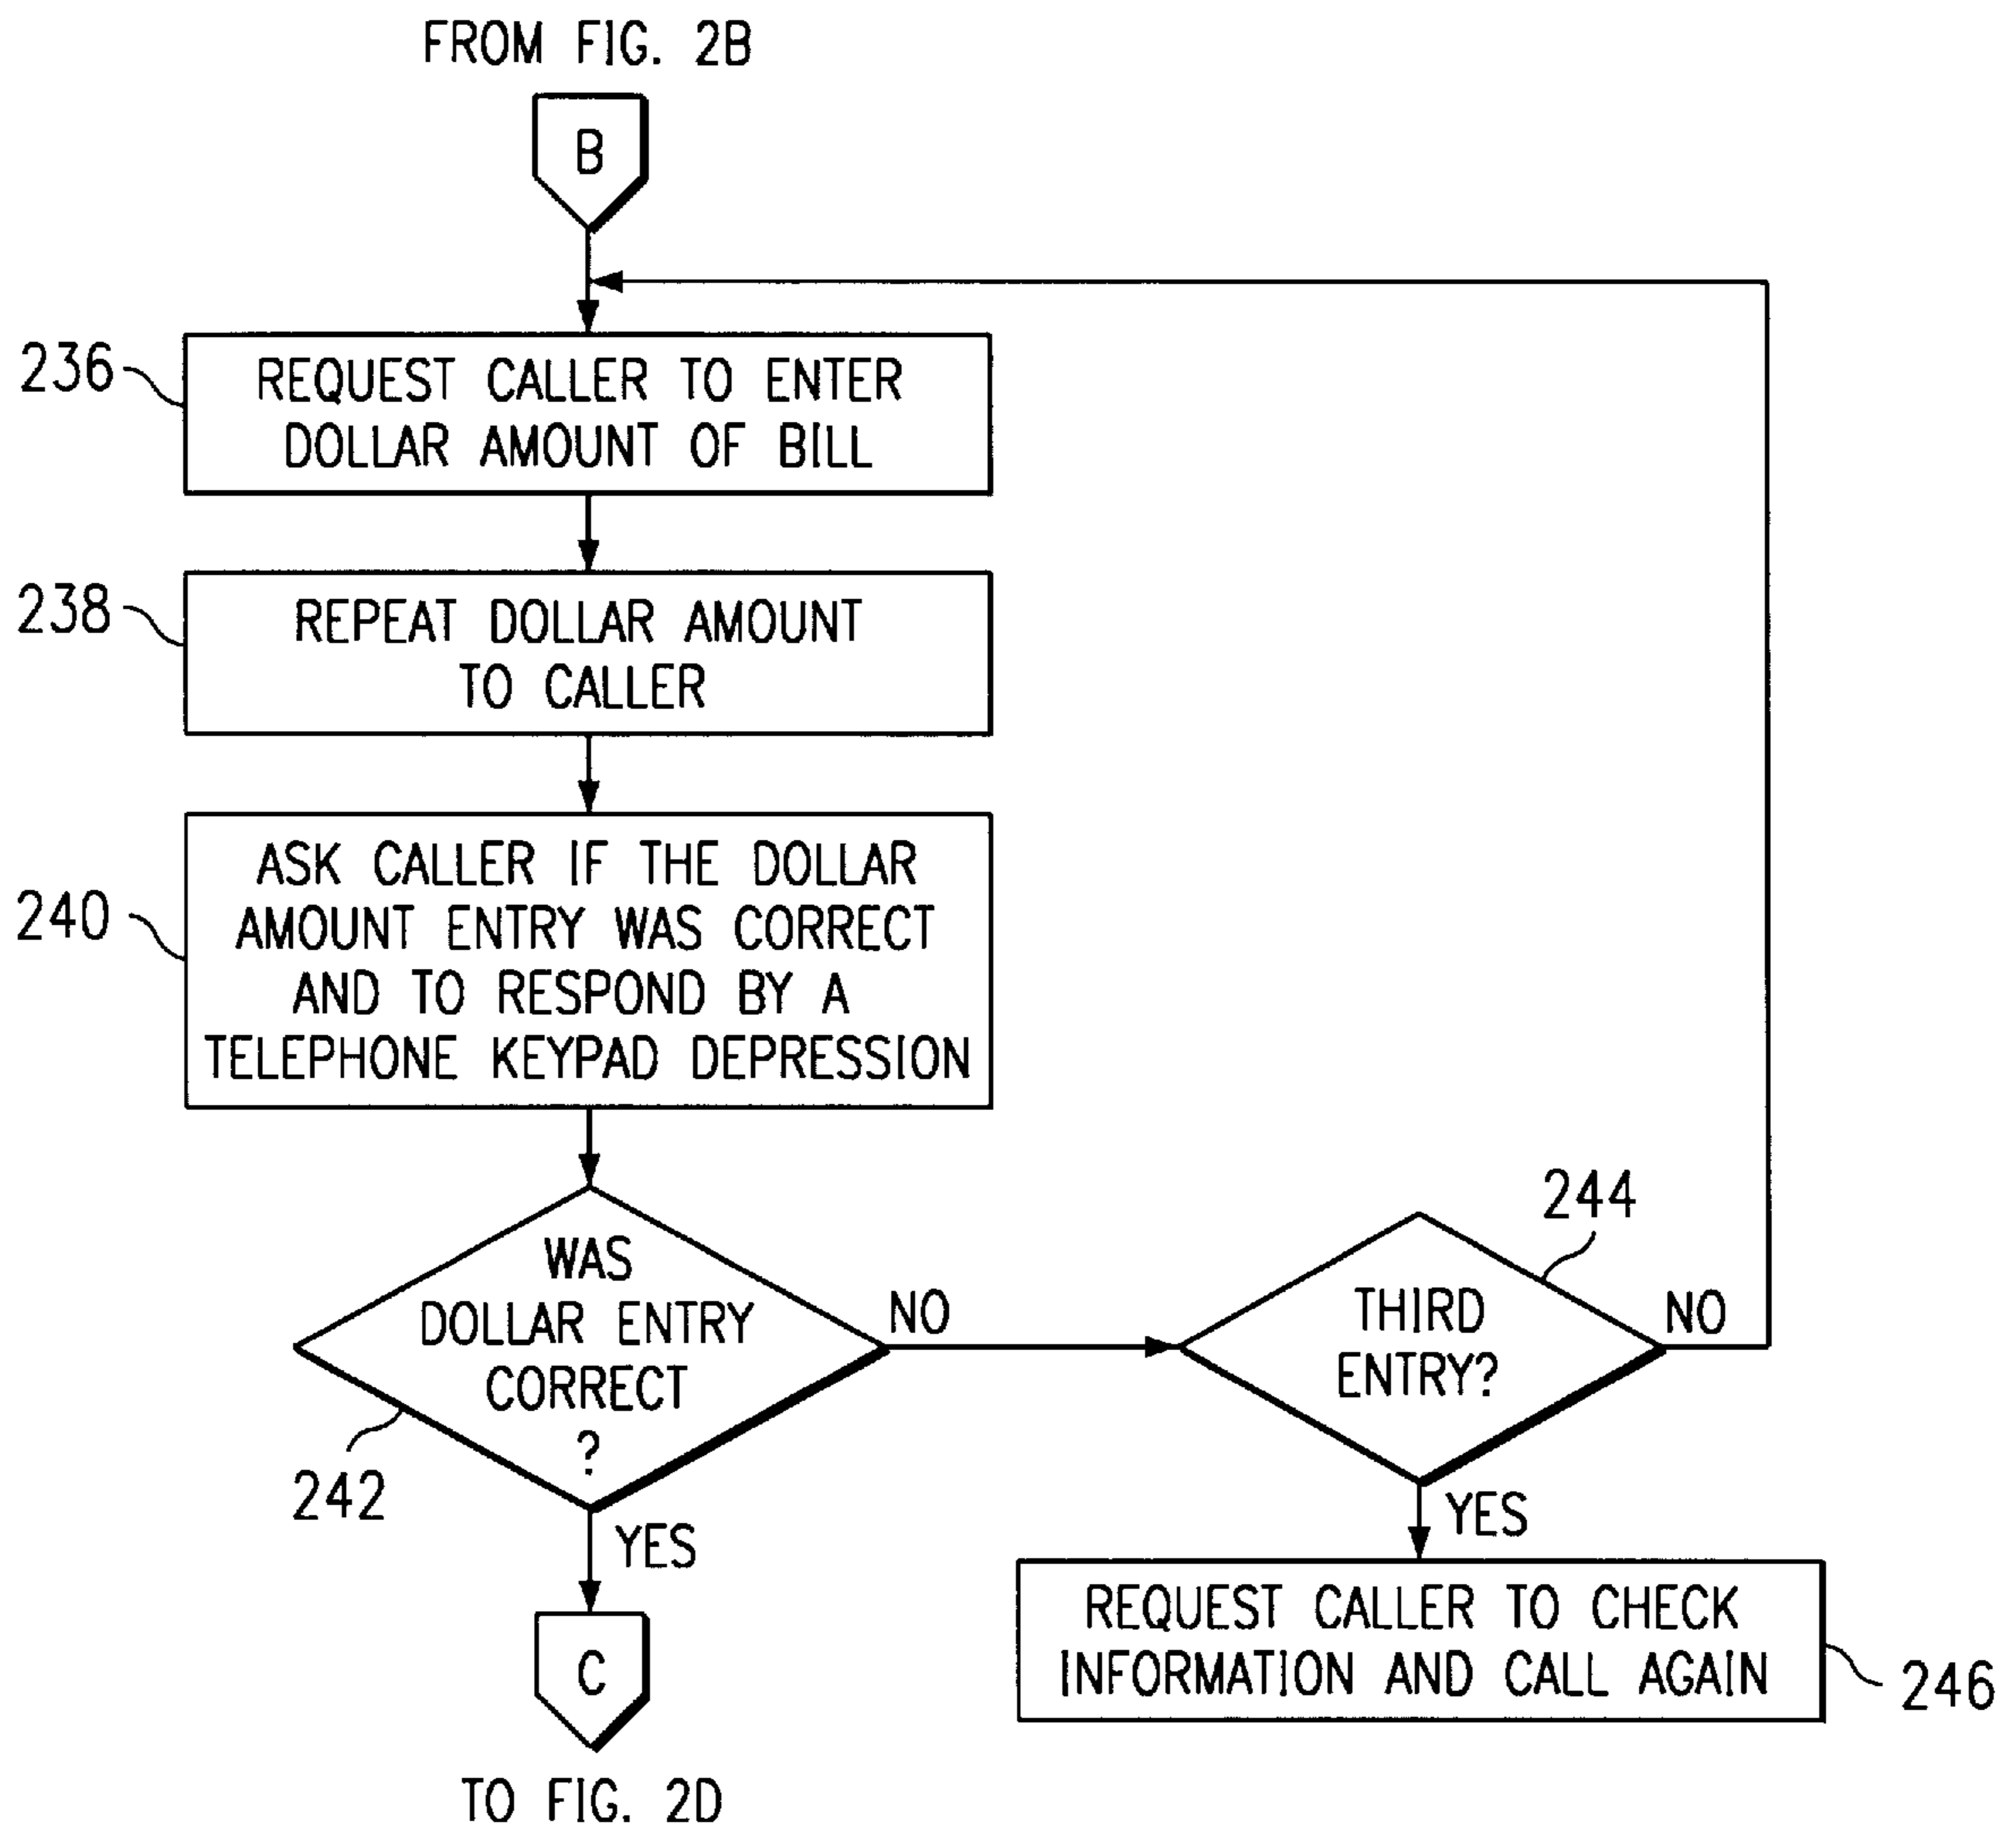 FROM FIG. 2B
B
236
REQUEST CALLER TO ENTER
DOLLAR AMOUNT OF BILL
238
REPEAT DOLLAR AMOUNT
TO CALLER
240
ASK CALLER IF THE DOLLAR
AMOUNT ENTRY WAS CORRECT
AND TO RESPOND BY A
TELEPHONE KEYPAD DEPRESSION
WAS
DOLLAR ENTRY
CORRECT
?
242
NO
244
THIRD
ENTRY?
NO
YES
YES
C
REQUEST CALLER TO CHECK
INFORMATION AND CALL AGAIN
246
TO FIG. 2D